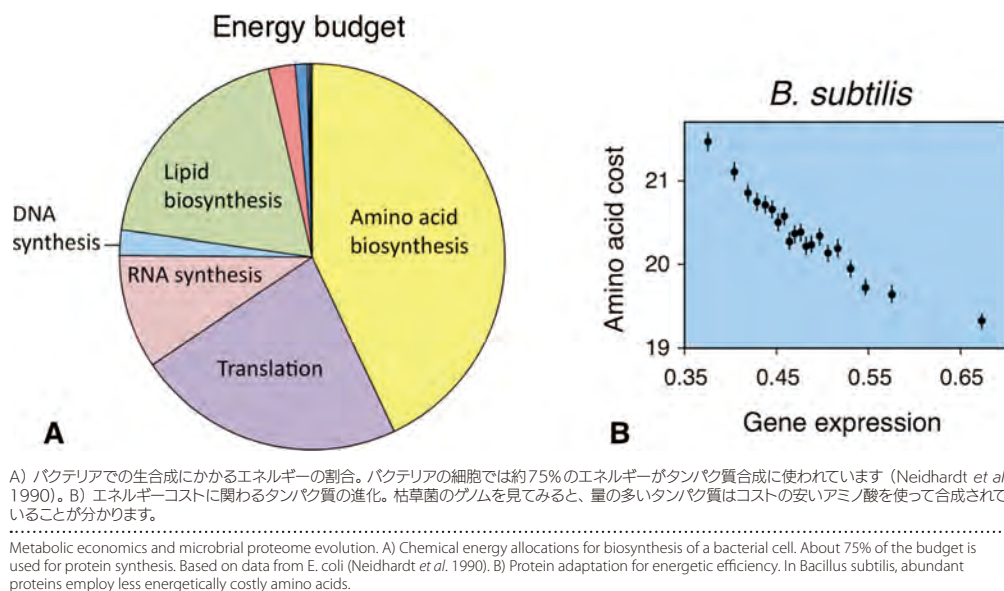 Energy budget
Lipid
biosynthesis
DNA
synthesis
RNA synthesis
Amino acid
biosynthesis
Translation
A
B. subtilis
Amino acid cost
21
20
19
0.35
0.45
0.55
0.65
Gene expression
B
A）バクテリアでの生合成にかかるエネルギーの割合。バクテリアの細胞では約75%のエネルギーがタンパク質合成に使われています（Neidhardt et al
1990）。B）エネルギーコストに関わるタンパク質の進化。枯草菌のゲノムを見てみると、量の多いタンパク質はコストの安いアミノ酸を使って合成されて
いることが分かります。
Metabolic economics and microbrial proteome evolution. A) Chemical energy allocations for biosynthesis of a bacterial cell. About 75% of the budget is
used for protein synthesis. Based on data from E. coli (Neidhardt et al. 1990). B) Protein adaptation for energetic efficiency. In Bacillus subtilis, abundant
proteins employ less energetically costly amino acids.